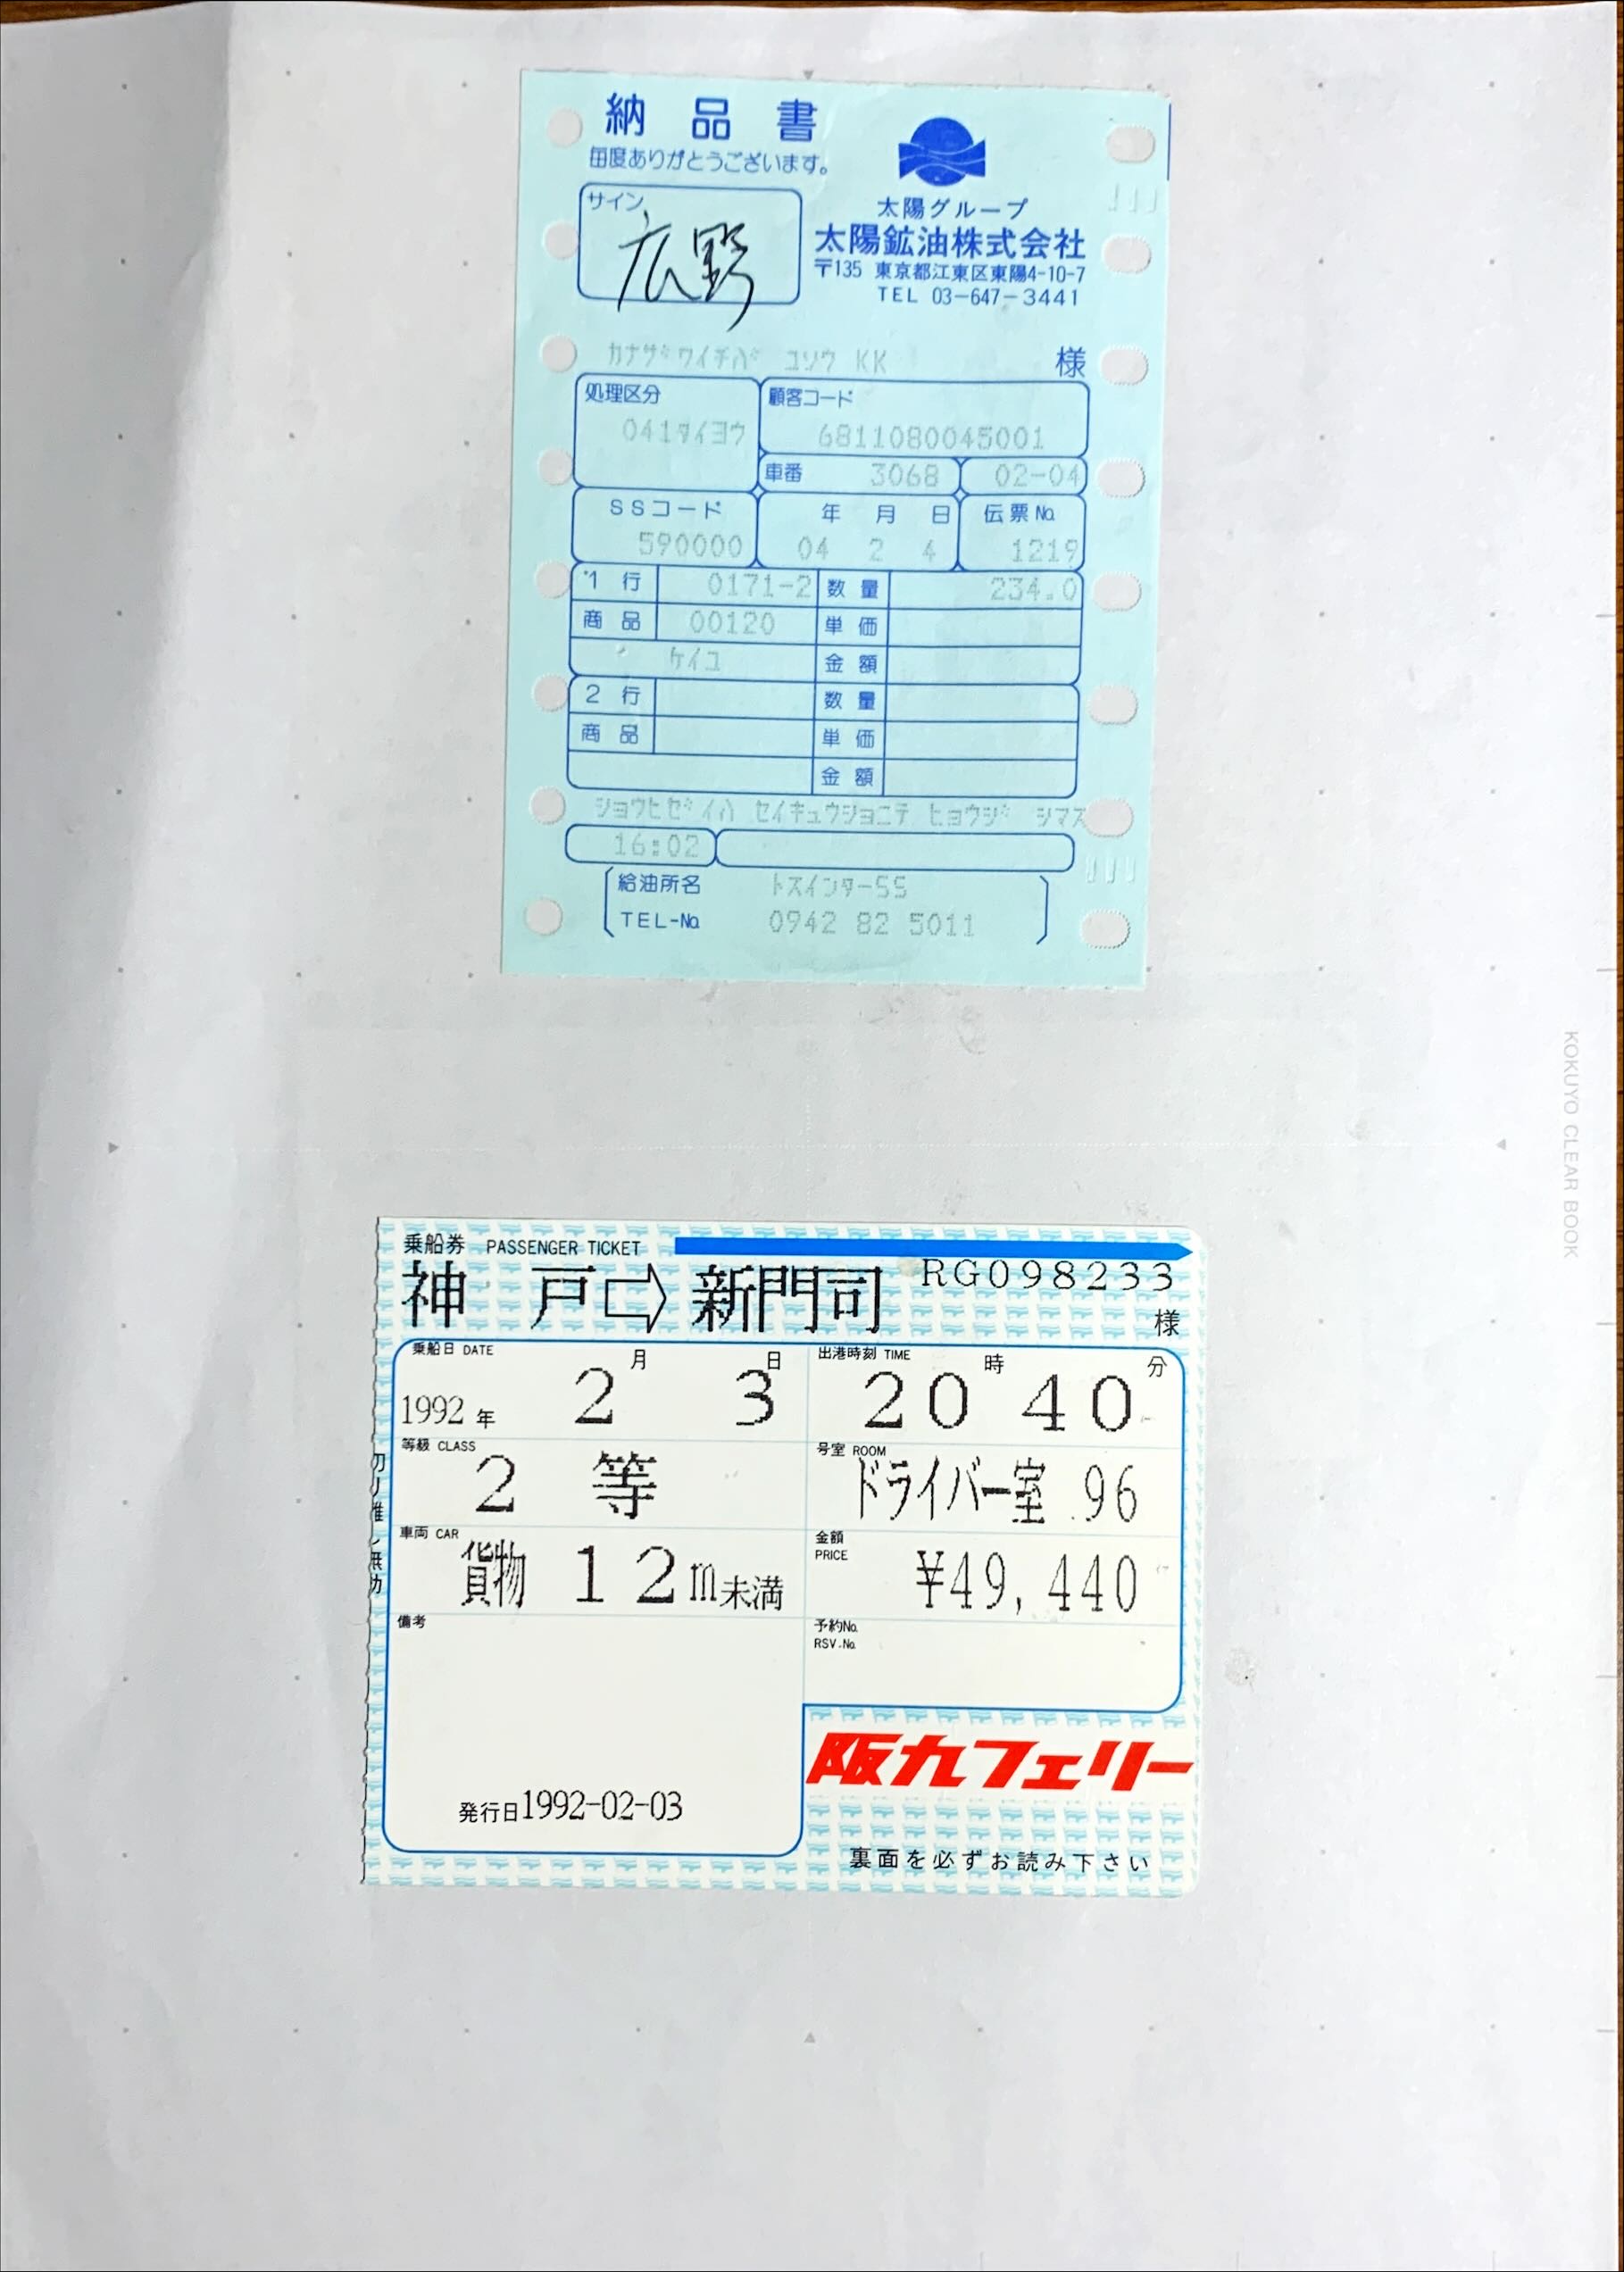 納品書
毎度ありがとうございます。
サイン
広野
太陽グループ
太陽鉱油株式会社
〒135 東京都江東区東陽4-10-7
TEL 03-647-3441
カナザワイチバ ユソウ KK 様
処理区分
041タイヨウ
顧客コード
6811080045001
車番 3068 02-04
SSコード
590000
年 月 日
04 2 4
伝票No.
1219
1行 0171-2 数量 234.0
商品 00120 単価
ケイユ 金額
2行 数量
商品 単価
金額
ショウヒゼイハ セイキュウショニテ ヒョウジ シマス
16:02
給油所名 トスインターSS
TEL-No. 0942 82 5011
KOKUYO CLEAR BOOK
乗船券 PASSENGER TICKET
神戸⇨新門司 RG098233
様
乗船日 DATE
1992年 2月 3日
出港時刻 TIME
20時 40分
等級 CLASS
2等
号室 ROOM
ドライバー室 96
車両 CAR
貨物 12m未満
金額
PRICE
¥49,440
備考
予約No.
RSV.No.
発行日1992-02-03
阪九フェリー
裏面を必ずお読み下さい